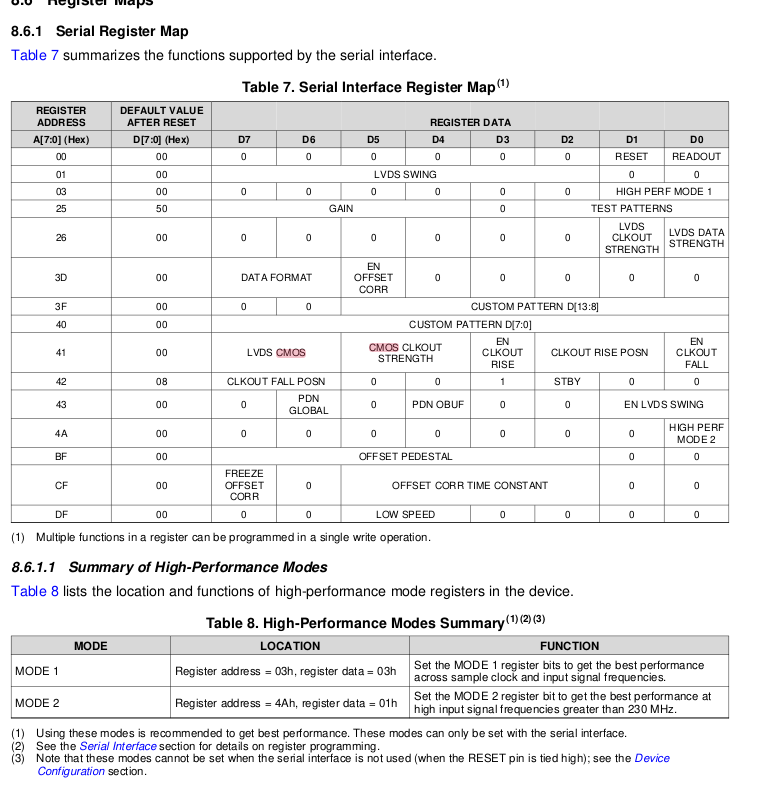 8.6 Register Maps
8.6.1 Serial Register Map
Table 7 summarizes the functions supported by the serial interface.
Table 7. Serial Interface Register Map(1)
REGISTER ADDRESS DEFAULT VALUE AFTER RESET REGISTER DATA
A[7:0] (Hex) D[7:0] (Hex) D7 D6 D5 D4 D3 D2 D1 D0
00 00 0 0 0 0 0 0 RESET READOUT
01 00 LVDS SWING 0 0
03 00 0 0 0 0 0 0 HIGH PERF MODE 1
25 50 GAIN 0 TEST PATTERNS
26 00 0 0 0 0 0 0 LVDS CLKOUT STRENGTH LVDS DATA STRENGTH
3D 00 DATA FORMAT EN OFFSET CORR 0 0 0 0 0
3F 00 0 0 CUSTOM PATTERN D[13:8]
40 00 CUSTOM PATTERN D[7:0]
41 00 LVDS CMOS CMOS CLKOUT STRENGTH EN CLKOUT RISE CLKOUT RISE POSN EN CLKOUT FALL
42 08 CLKOUT FALL POSN 0 0 1 STBY 0 0
43 00 0 PDN GLOBAL 0 PDN OBUF 0 0 EN LVDS SWING
4A 00 0 0 0 0 0 0 0 HIGH PERF MODE 2
BF 00 OFFSET PEDESTAL 0 0
CF 00 FREEZE OFFSET CORR 0 OFFSET CORR TIME CONSTANT 0 0
DF 00 0 0 LOW SPEED 0 0 0 0
(1) Multiple functions in a register can be programmed in a single write operation.
8.6.1.1 Summary of High-Performance Modes
Table 8 lists the location and functions of high-performance mode registers in the device.
Table 8. High-Performance Modes Summary(1)(2)(3)
MODE LOCATION FUNCTION
MODE 1 Register address = 03h, register data = 03h Set the MODE 1 register bits to get the best performance across sample clock and input signal frequencies.
MODE 2 Register address = 4Ah, register data = 01h Set the MODE 2 register bit to get the best performance at high input signal frequencies greater than 230 MHz.
(1) Using these modes is recommended to get best performance. These modes can only be set with the serial interface.
(2) See the Serial Interface section for details on register programming.
(3) Note that these modes cannot be set when the serial interface is not used (when the RESET pin is tied high); see the Device
Configuration section.